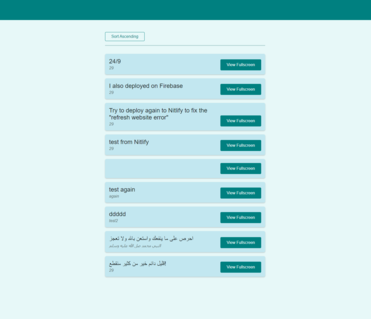 Sort Ascending
24/9
29
View Fullscreen
I also deployed on Firebase
29
View Fullscreen
Try to deploy again to Nitlify to fix the
"refresh website error"
29
View Fullscreen
test from Nitlify
29
View Fullscreen
View Fullscreen
test again
again
View Fullscreen
ddddd
test2
View Fullscreen
احرص على ما ينفعك واستعن بالله ولا تعجز
View Fullscreen
قليل دائم خير من كثير منقطع!
29
View Fullscreen